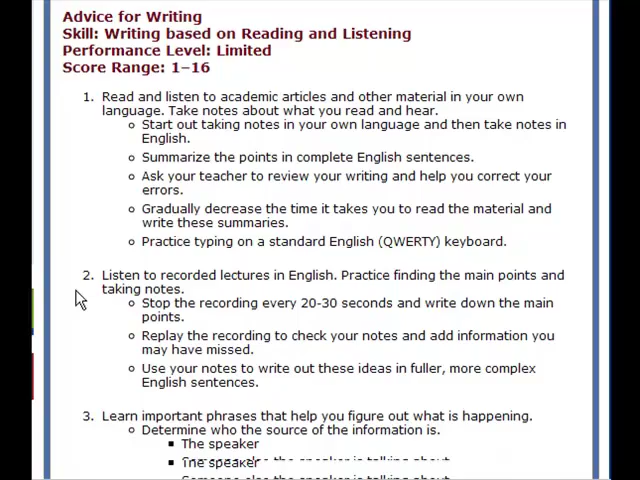 Advice for Writing
Skill: Writing based on Reading and Listening
Performance Level: Limited
Score Range: 1–16
1. Read and listen to academic articles and other material in your own
language. Take notes about what you read and hear.
Start out taking notes in your own language and then take notes in
English.
Summarize the points in complete English sentences.
Ask your teacher to review your writing and help you correct your
errors.
Gradually decrease the time it takes you to read the material and
write these summaries.
Practice typing on a standard English (QWERTY) keyboard.
2. Listen to recorded lectures in English. Practice finding the main points and
taking notes.
Stop the recording every 20-30 seconds and write down the main
points.
Replay the recording to check your notes and add information you
may have missed.
Use your notes to write out these ideas in fuller, more complex
English sentences.
3. Learn important phrases that help you figure out what is happening.
Determine who the source of the information is.
The speaker
The speaker
Someone else the speaker is talking about